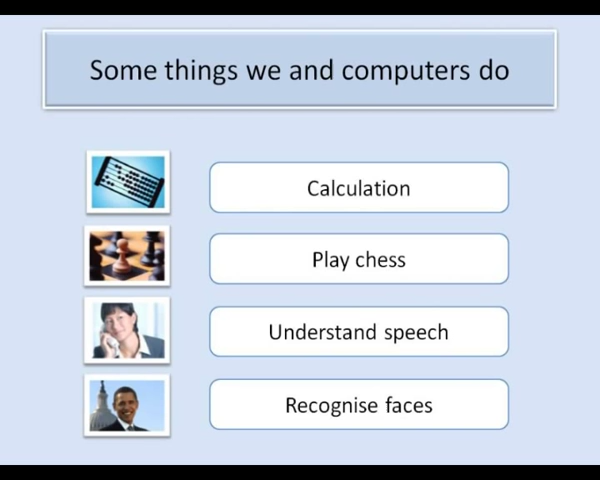 Some things we and computers do
Calculation
Play chess
Understand speech
Recognise faces